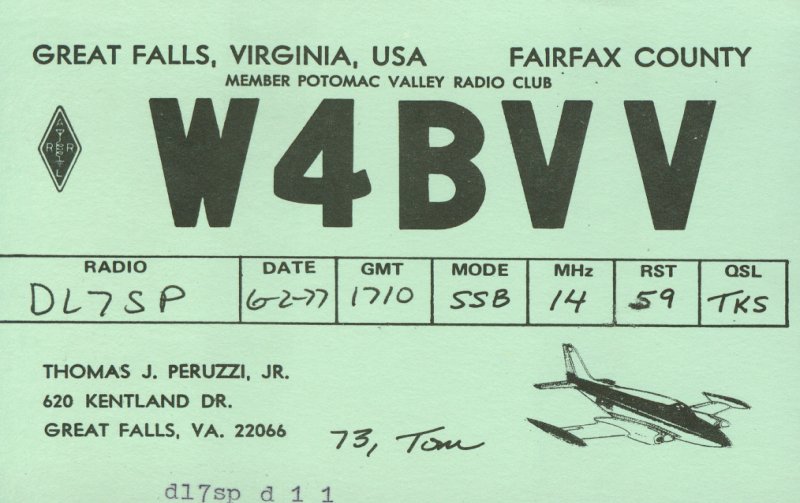 GREAT FALLS, VIRGINIA, USA FAIRFAX COUNTY
MEMBER POTOMAC VALLEY RADIO CLUB
W4BVV
A
R R
L
RADIO DATE GMT MODE MHz RST QSL
DL7SP 6-2-77 1710 SSB 14 59 TKS
THOMAS J. PERUZZI, JR.
620 KENTLAND DR.
GREAT FALLS, VA. 22066
73, Tom
dl7sp d 1 1